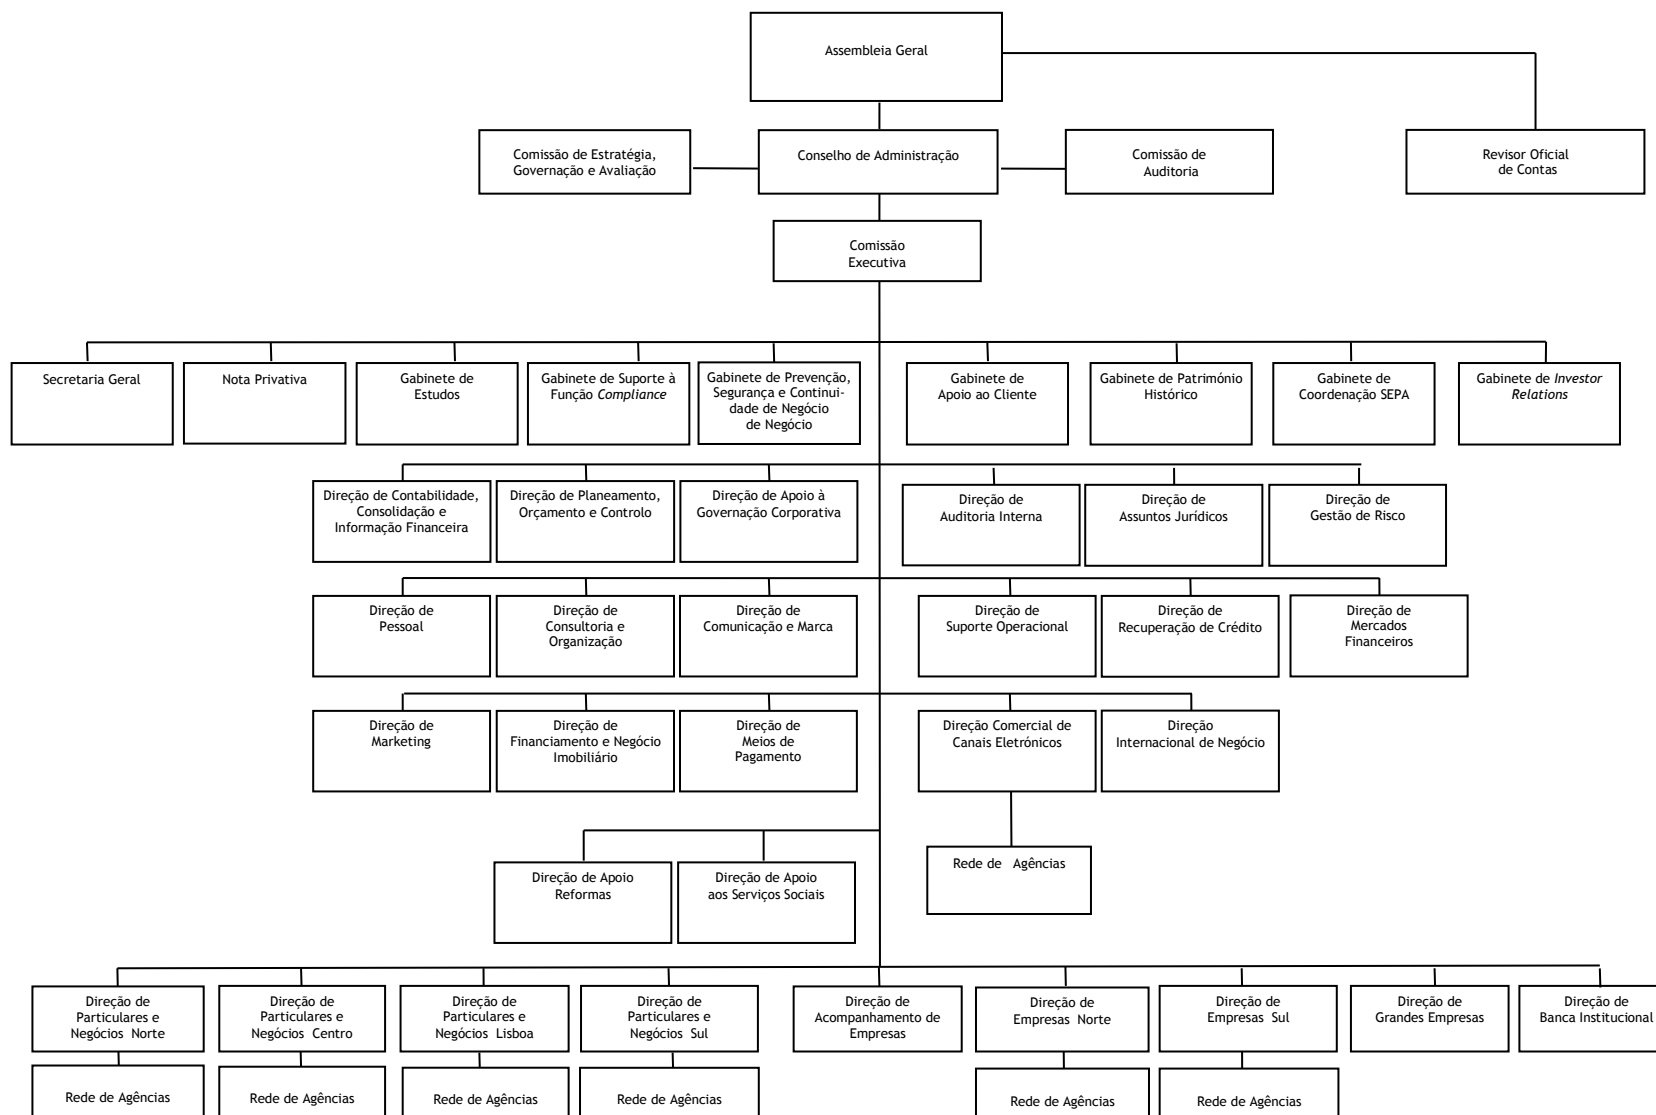 Assembleia Geral
Comissão de Estratégia,
Governação e Avaliação
Conselho de Administração
Comissão de
Auditoria
Revisor Oficial
de Contas
Comissão
Executiva
Secretaria Geral
Nota Privativa
Gabinete de
Estudos
Gabinete de Suporte à
Função Compliance
Gabinete de Prevenção,
Segurança e Continui-
dade de Negócio
de Negócio
Gabinete de
Apoio ao Cliente
Gabinete de Património
Histórico
Gabinete de
Coordenação SEPA
Gabinete de Investor
Relations
Direção de Contabilidade,
Consolidação e
Informação Financeira
Direção de Planeamento,
Orçamento e Controlo
Direção de Apoio à
Governação Corporativa
Direção de
Auditoria Interna
Direção de
Assuntos Jurídicos
Direção de
Gestão de Risco
Direção de
Pessoal
Direção de
Consultoria e
Organização
Direção de
Comunicação e Marca
Direção de
Suporte Operacional
Direção de
Recuperação de Crédito
Direção de
Mercados
Financeiros
Direção de
Marketing
Direção de
Financiamento e Negócio
Imobiliário
Direção de
Meios de
Pagamento
Direção Comercial de
Canais Eletrónicos
Direção
Internacional de Negócio
Rede de Agências
Direção de Apoio
Reformas
Direção de Apoio
aos Serviços Sociais
Direção de
Particulares e
Negócios Norte
Direção de
Particulares e
Negócios Centro
Direção de
Particulares e
Negócios Lisboa
Direção de
Particulares e
Negócios Sul
Direção de
Acompanhamento de
Empresas
Direção de
Empresas Norte
Direção de
Empresas Sul
Direção de
Grandes Empresas
Direção de
Banca Institucional
Rede de Agências
Rede de Agências
Rede de Agências
Rede de Agências
Rede de Agências
Rede de Agências